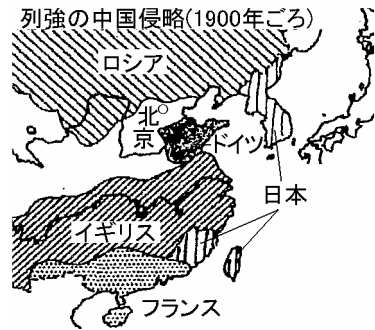 列強の中国侵略(1900年ごろ)
ロシア
北京
ドイツ
日本
イギリス
フランス